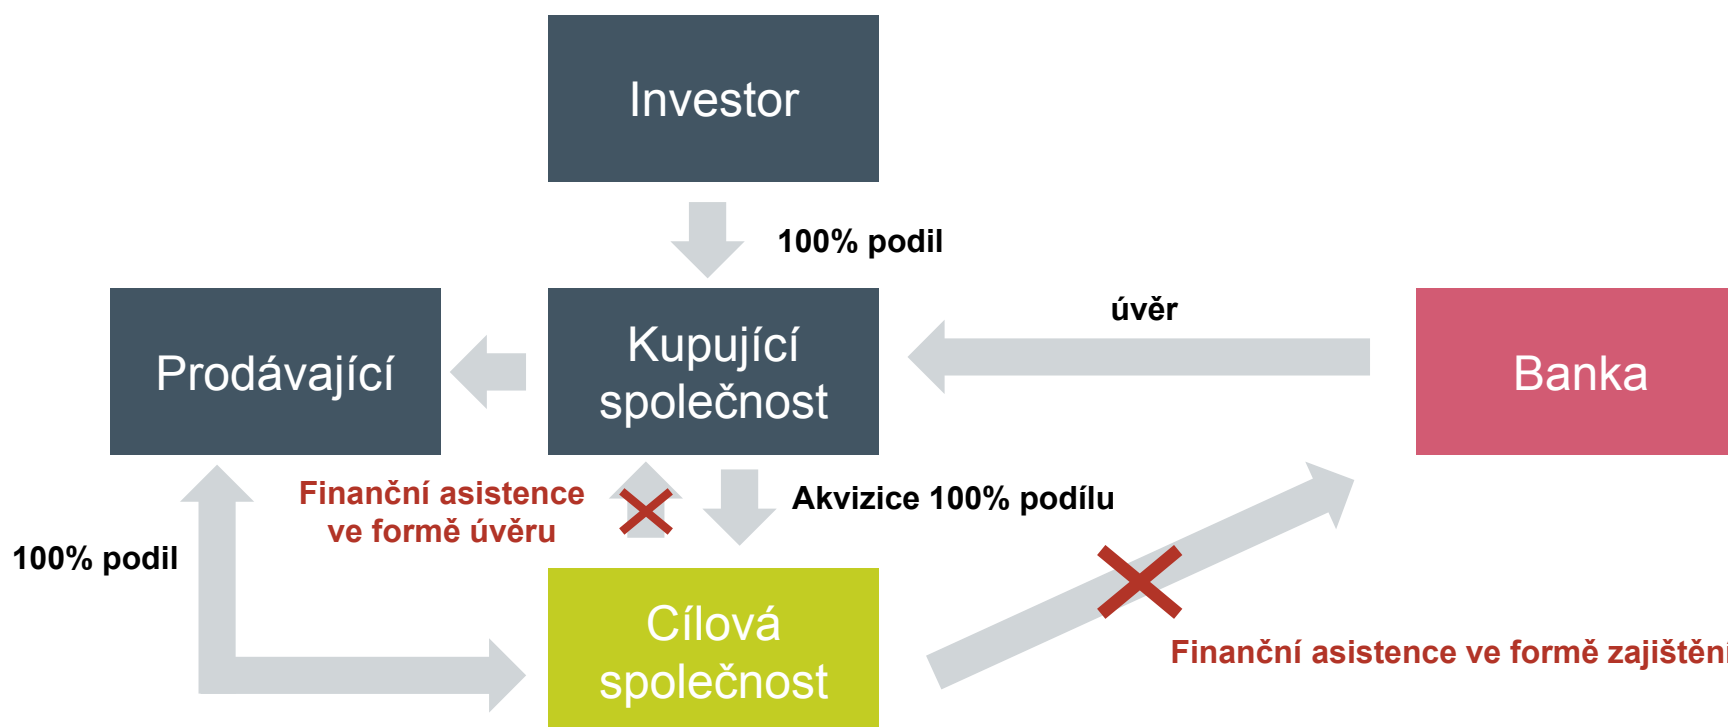 Investor
100% podil
úvěr
Prodávající
Kupující
společnost
Banka
Finanční asistence
ve formě úvěru
Akvizice 100% podílu
100% podil
Cílová
společnost
Finanční asistence ve formě zajištění